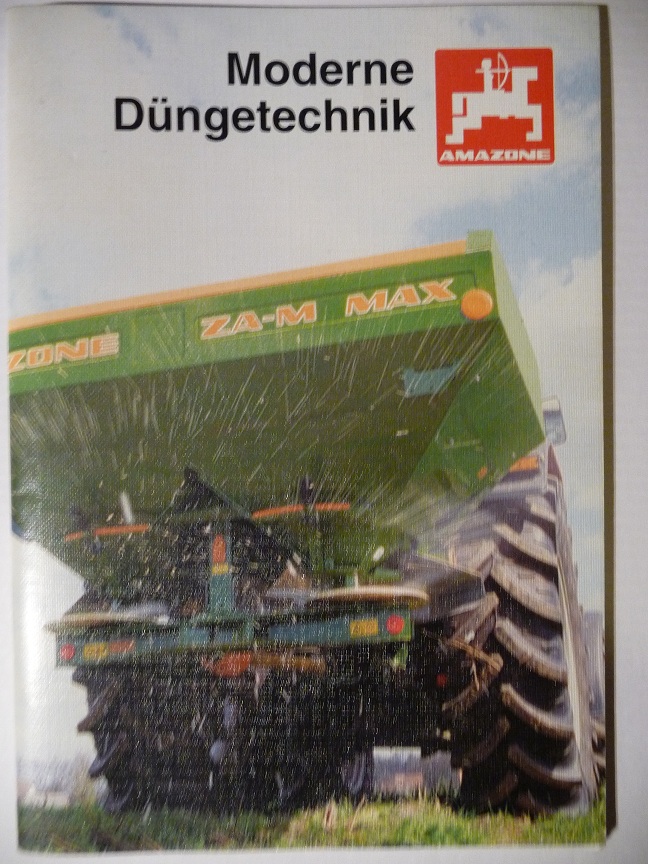 Moderne
Düngetechnik
AMAZONE
ZONE ZA-M MAX